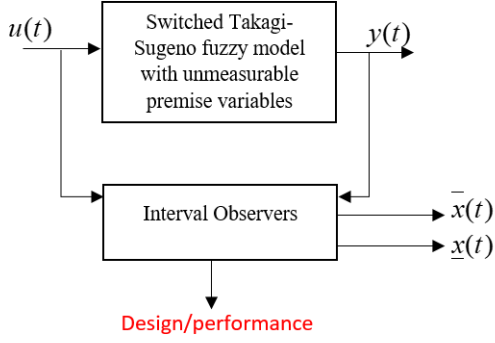 u(t)
Switched Takagi-
Sugeno fuzzy model
with unmeasurable
premise variables
y(t)
Interval Observers
x̅(t)
x̲(t)
Design/performance